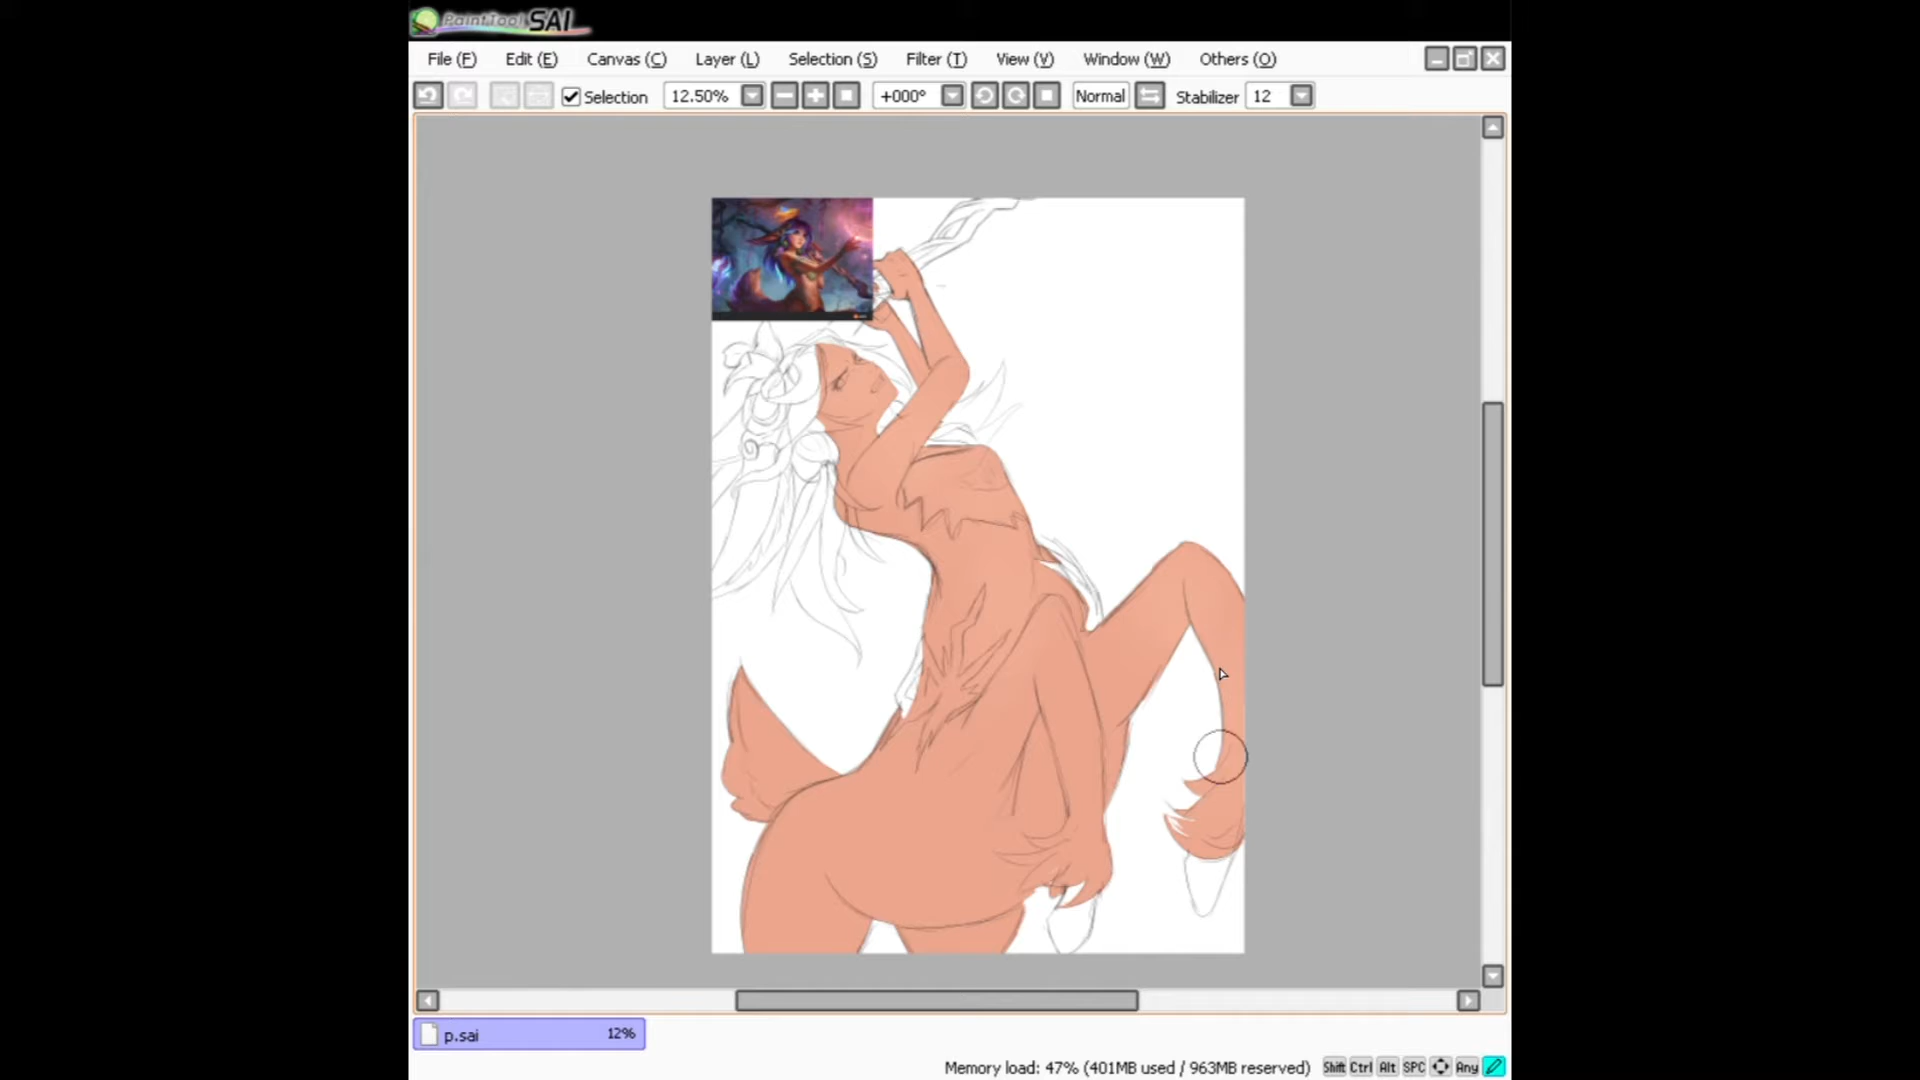 PaintTool SAI
File (F) Edit (E) Canvas (C) Layer (L) Selection (S) Filter (T) View (V) Window (W) Others (O)
Selection 12.50% +000° Normal Stabilizer 12
p.sai 12%
Memory load: 47% (401MB used / 963MB reserved) Shift Ctrl Alt SPC Any